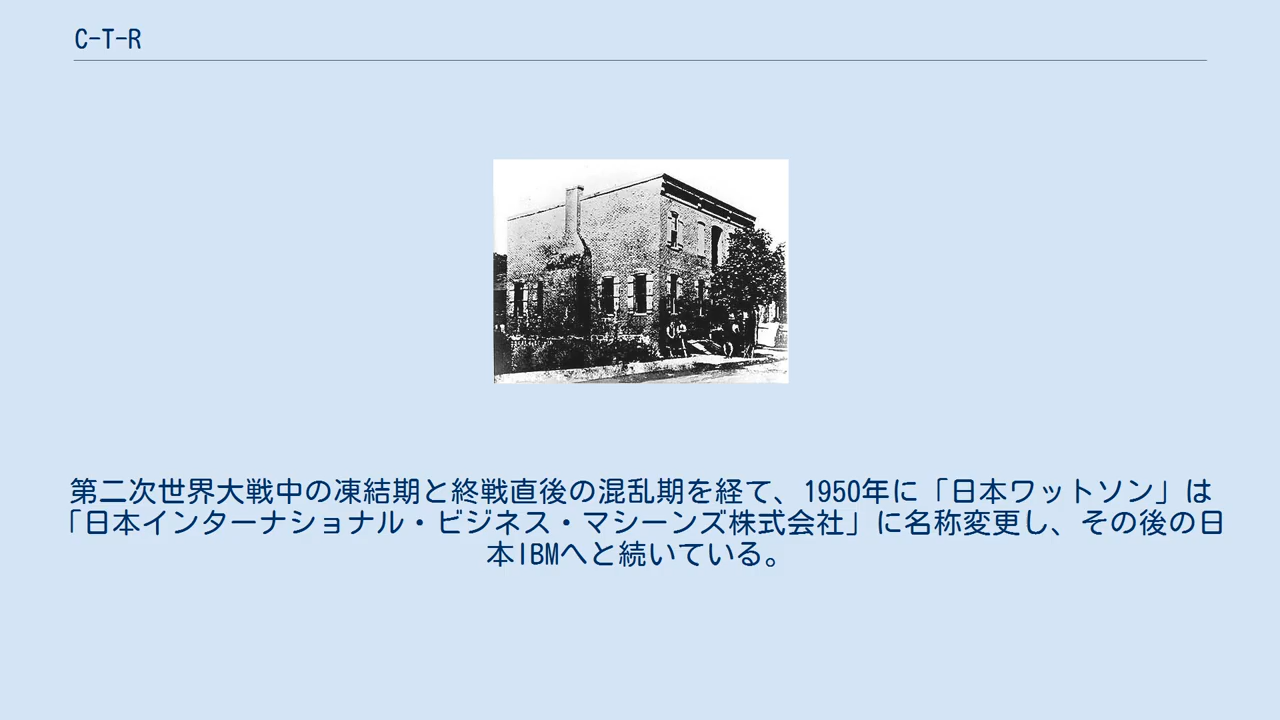 C-T-R
第二次世界大戦中の凍結期と終戦直後の混乱期を経て、1950年に「日本ワットソン」は
「日本インターナショナル・ビジネス・マシーンズ株式会社」に名称変更し、その後の日
本IBMへと続いている。